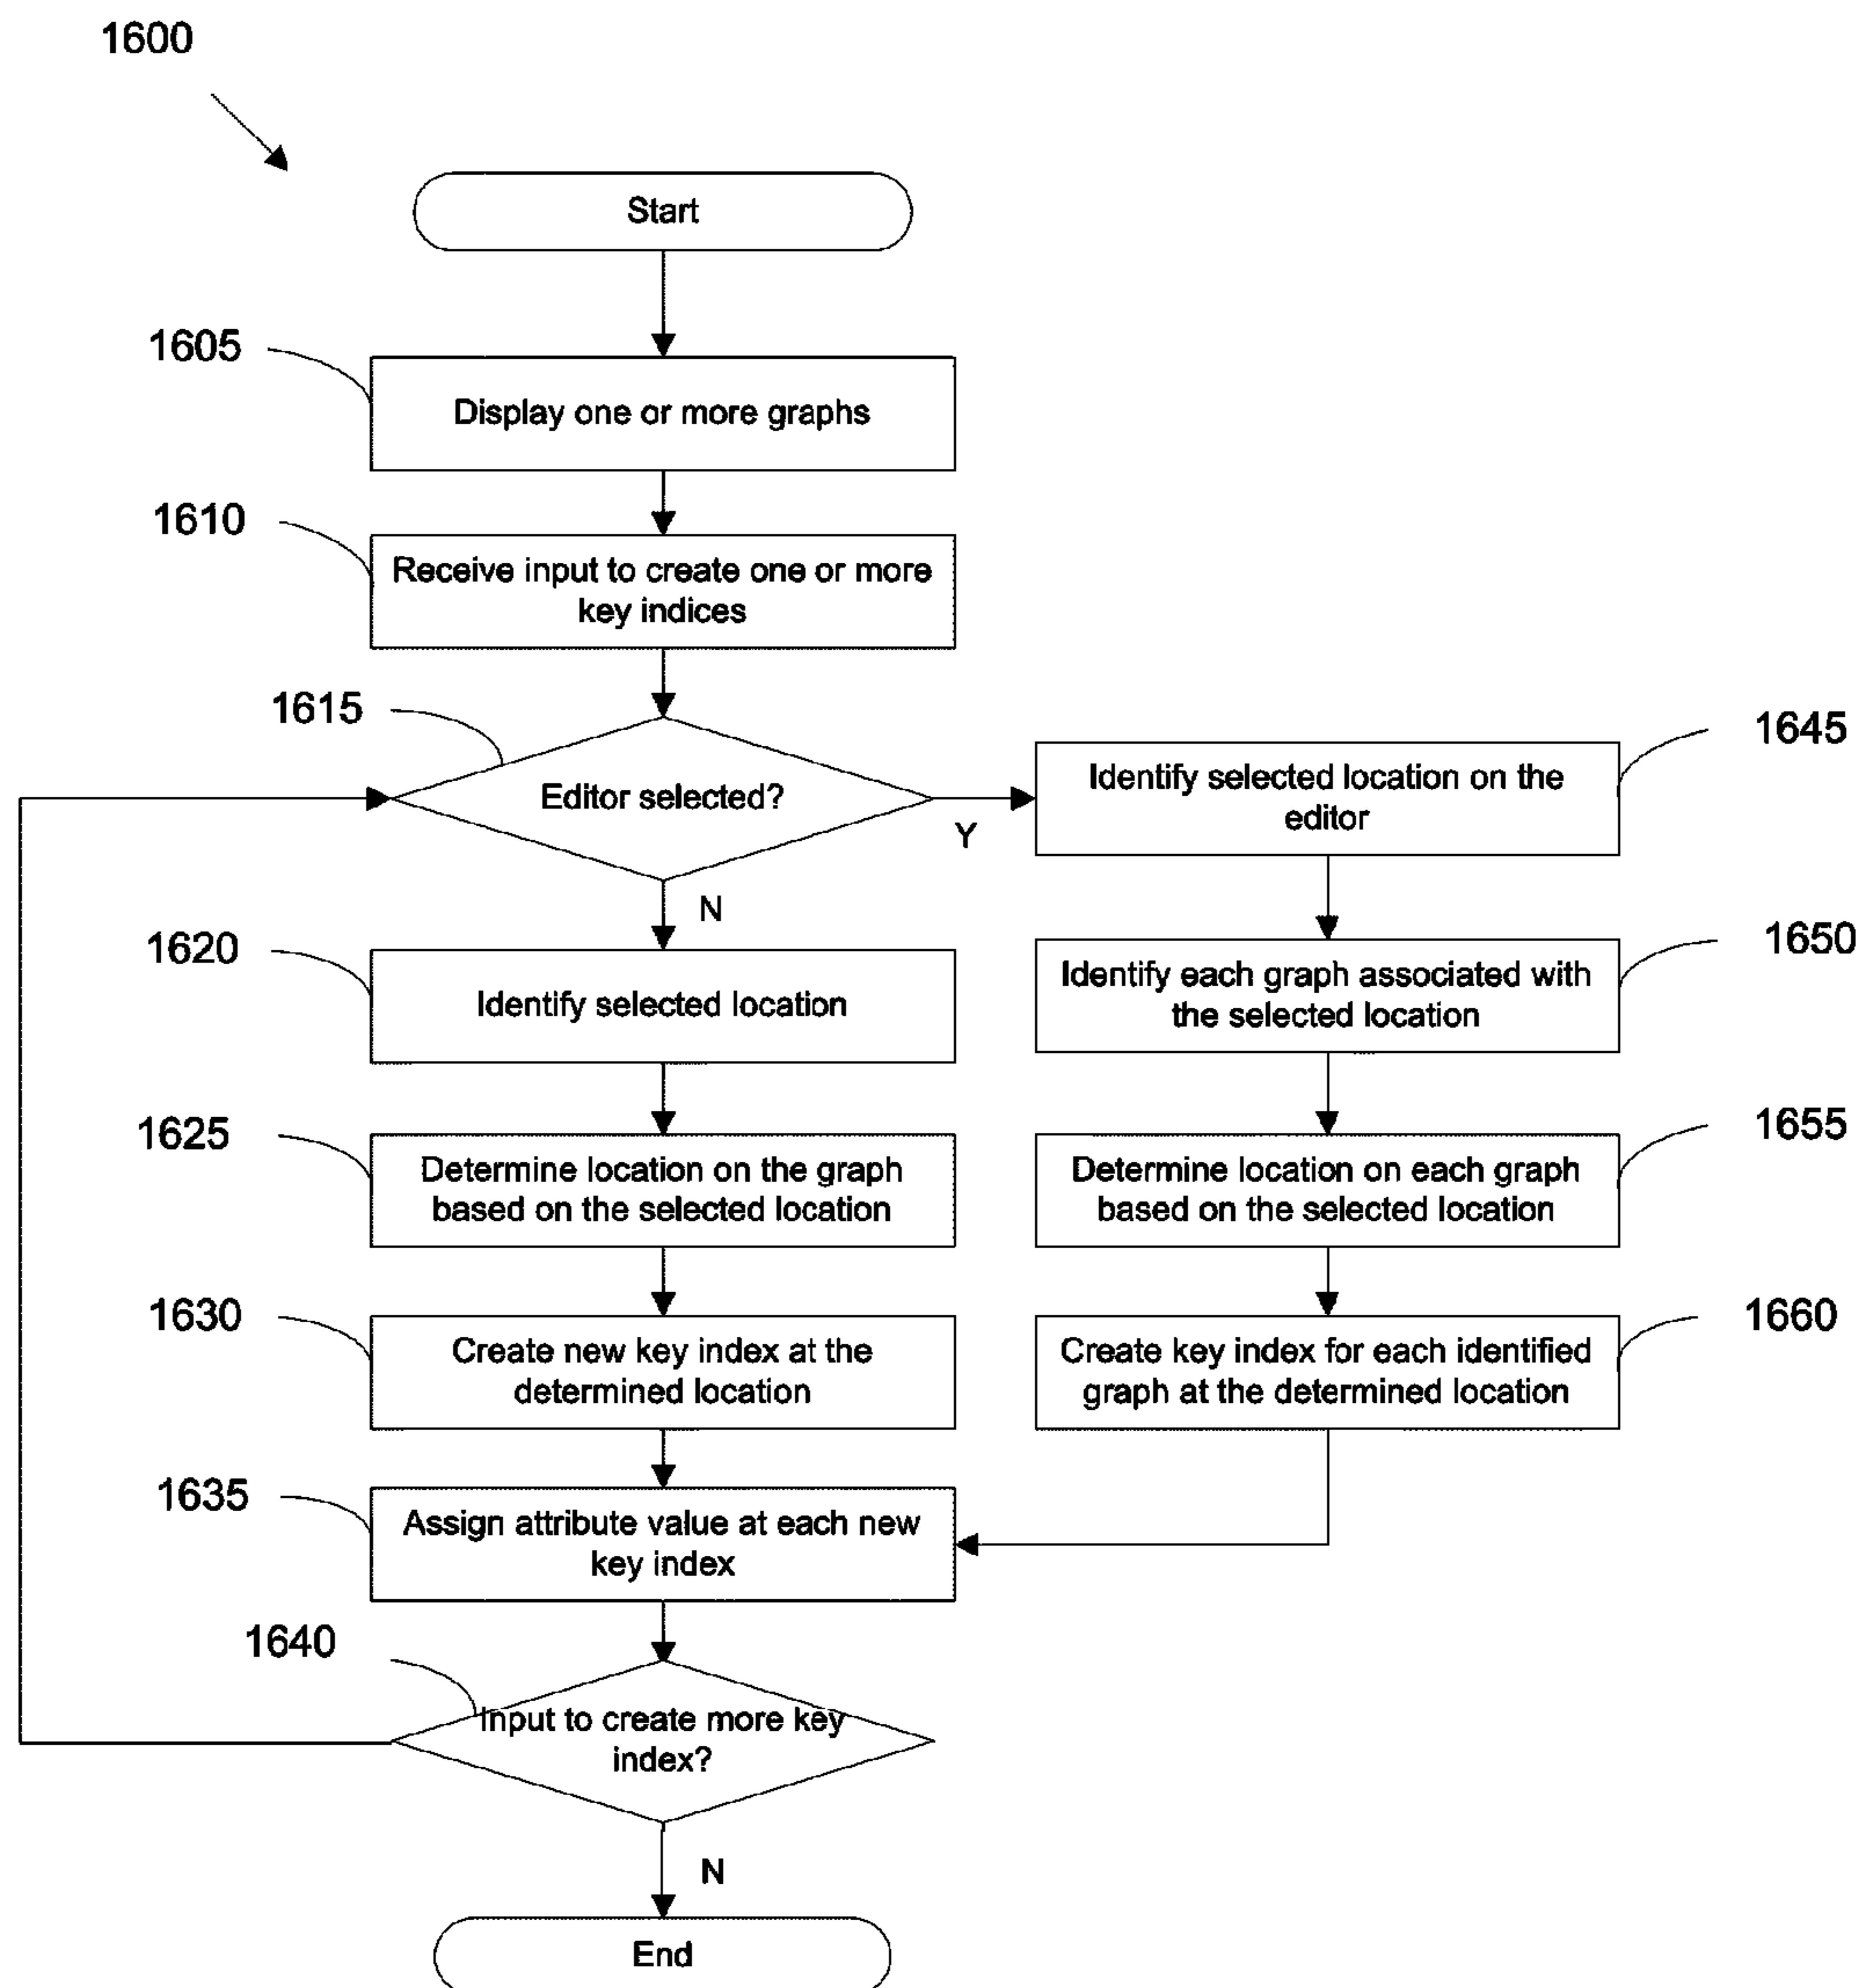 1600
Start
1605
Display one or more graphs
1610
Receive input to create one or more
key indices
1615
Editor selected?
Y
N
1645
Identify selected location on the
editor
1620
Identify selected location
1650
Identify each graph associated with
the selected location
1625
Determine location on the graph
based on the selected location
1655
Determine location on each graph
based on the selected location
1630
Create new key index at the
determined location
1660
Create key index for each identified
graph at the determined location
1635
Assign attribute value at each new
key index
1640
Input to create more key
index?
N
End